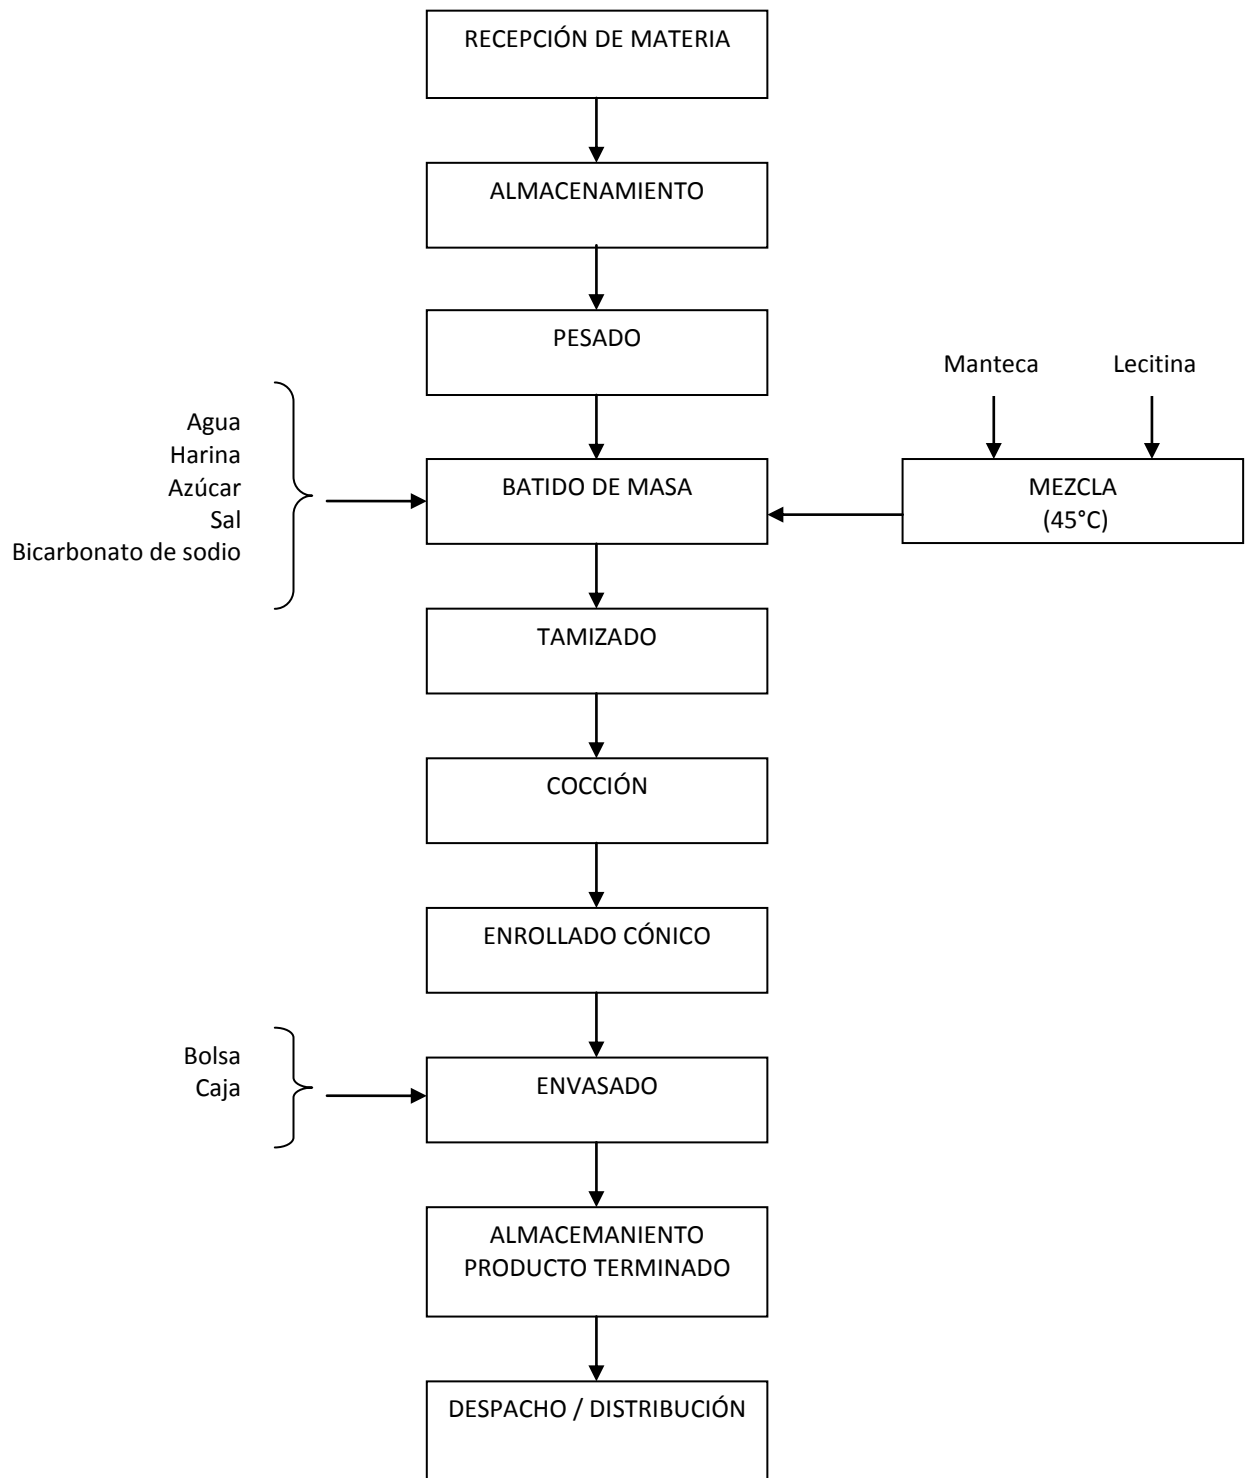 RECEPCIÓN DE MATERIA
ALMACENAMIENTO
PESADO
Manteca
Lecitina
Agua
Harina
Azúcar
Sal
Bicarbonato de sodio
BATIDO DE MASA
MEZCLA
(45°C)
TAMIZADO
COCCIÓN
ENROLLADO CÓNICO
Bolsa
Caja
ENVASADO
ALMACEMANIENTO
PRODUCTO TERMINADO
DESPACHO / DISTRIBUCIÓN